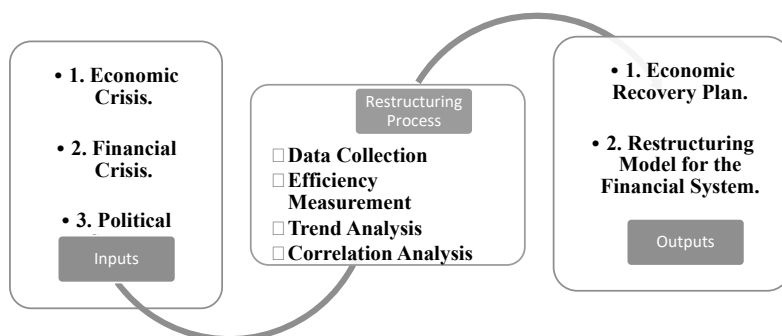 • 1. Economic
Crisis.
• 2. Financial
Crisis.
• 3. Political
Inputs
Restructuring
Process
□ Data Collection
□ Efficiency
Measurement
□ Trend Analysis
□ Correlation Analysis
• 1. Economic
Recovery Plan.
• 2. Restructuring
Model for the
Financial System.
Outputs